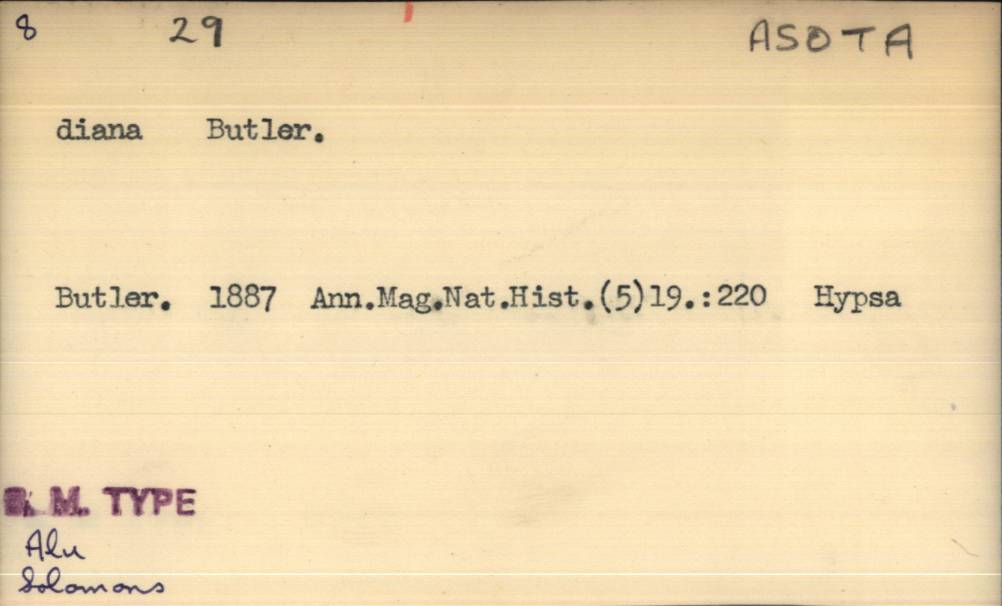 8 29 ASOTA
diana Butler.
Butler. 1887 Ann.Mag.Nat.Hist.(5)19.:220 Hypsa
B. M. TYPE
Alu
Solomons